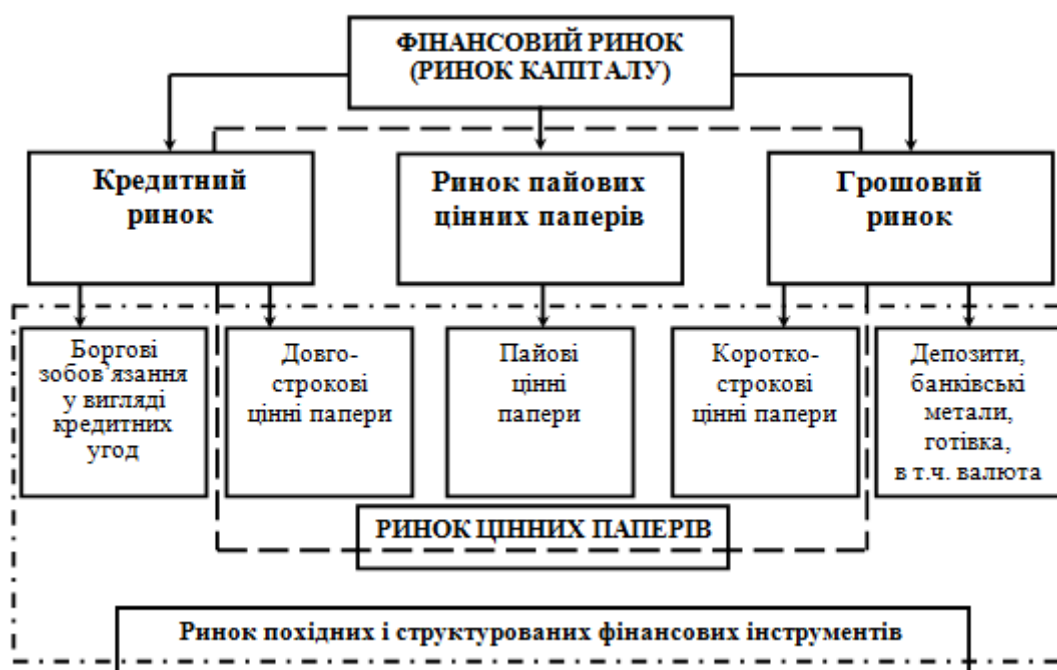 ФІНАНСОВИЙ РИНОК
(РИНОК КАПІТАЛУ)
Кредитний
ринок
Ринок пайових
цінних паперів
Грошовий
ринок
Боргові
зобов’язання
у вигляді
кредитних
угод
Довго-
строкові
цінні папери
Пайові
цінні
папери
Коротко-
строкові
цінні папери
Депозити,
банківські
метали,
готівка,
в т.ч. валюта
РИНОК ЦІННИХ ПАПЕРІВ
Ринок похідних і структурованих фінансових інструментів